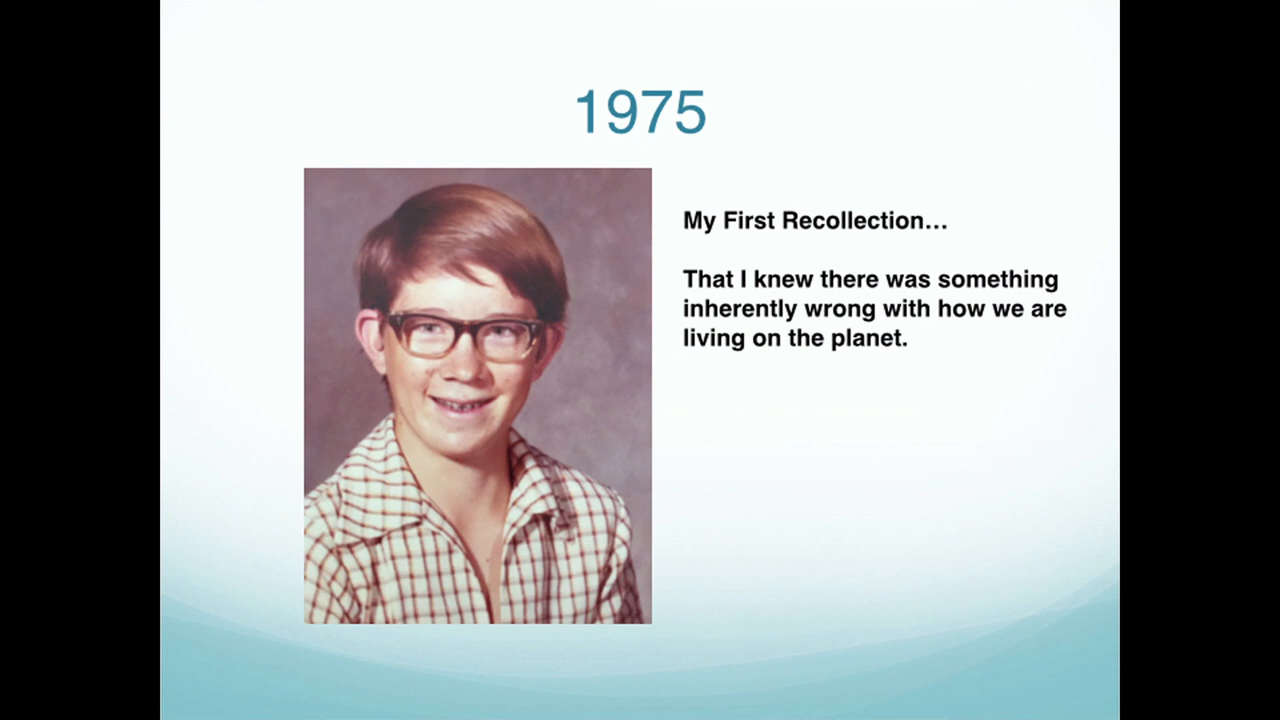 1975
My First Recollection…
That I knew there was something
inherently wrong with how we are
living on the planet.